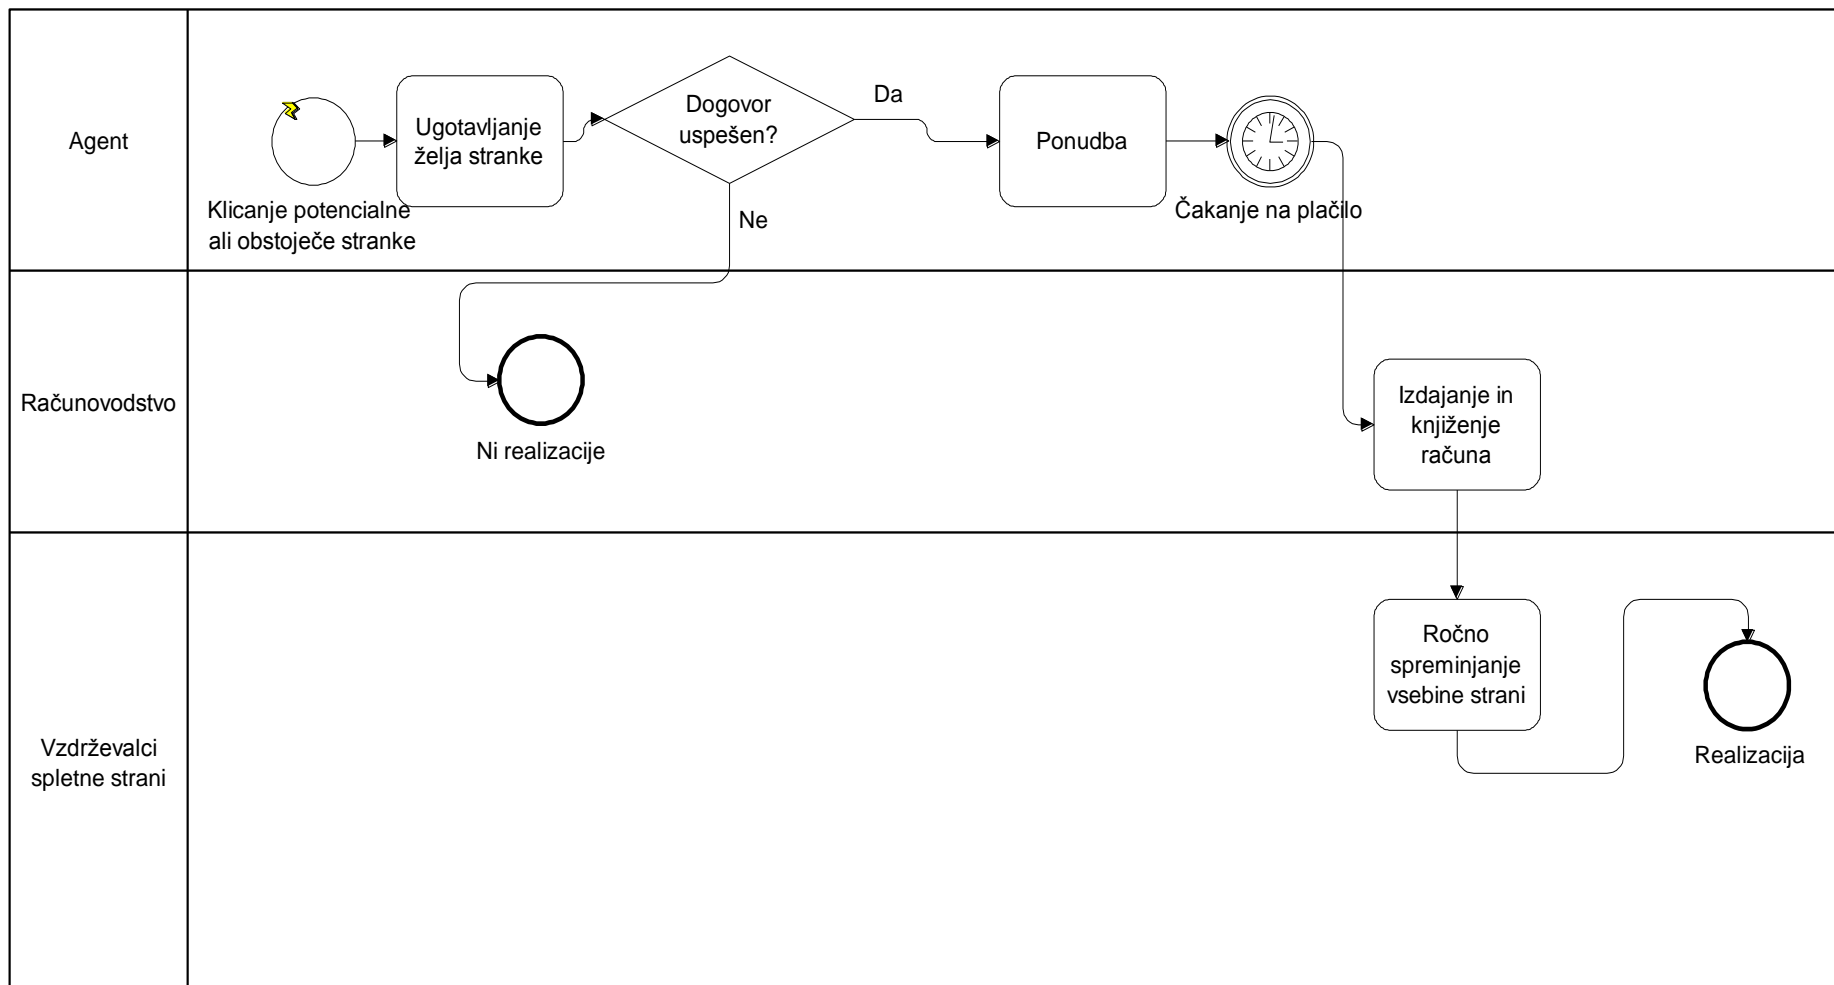 Agent
Klicanje potencialne
ali obstoječe stranke
Ugotavljanje
želja stranke
Dogovor
uspešen?
Da
Ne
Ponudba
Čakanje na plačilo
Računovodstvo
Ni realizacije
Izdajanje in
knjiženje
računa
Vzdrževalci
spletne strani
Ročno
spreminjanje
vsebine strani
Realizacija